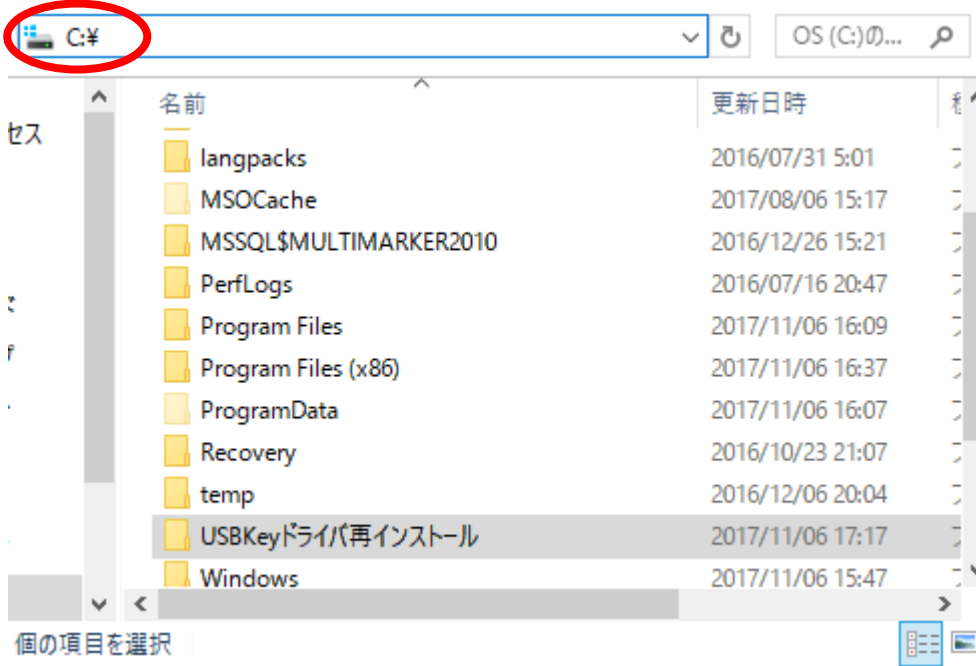 C:¥
OS (C:)の...
セス
名前 更新日時
langpacks 2016/07/31 5:01
MSOCache 2017/08/06 15:17
MSSQL$MULTIMARKER2010 2016/12/26 15:21
PerfLogs 2016/07/16 20:47
Program Files 2017/11/06 16:09
Program Files (x86) 2017/11/06 16:37
ProgramData 2017/11/06 16:07
Recovery 2016/10/23 21:07
temp 2016/12/06 20:04
USBKeyドライバ再インストール 2017/11/06 17:17
Windows 2017/11/06 15:47
個の項目を選択